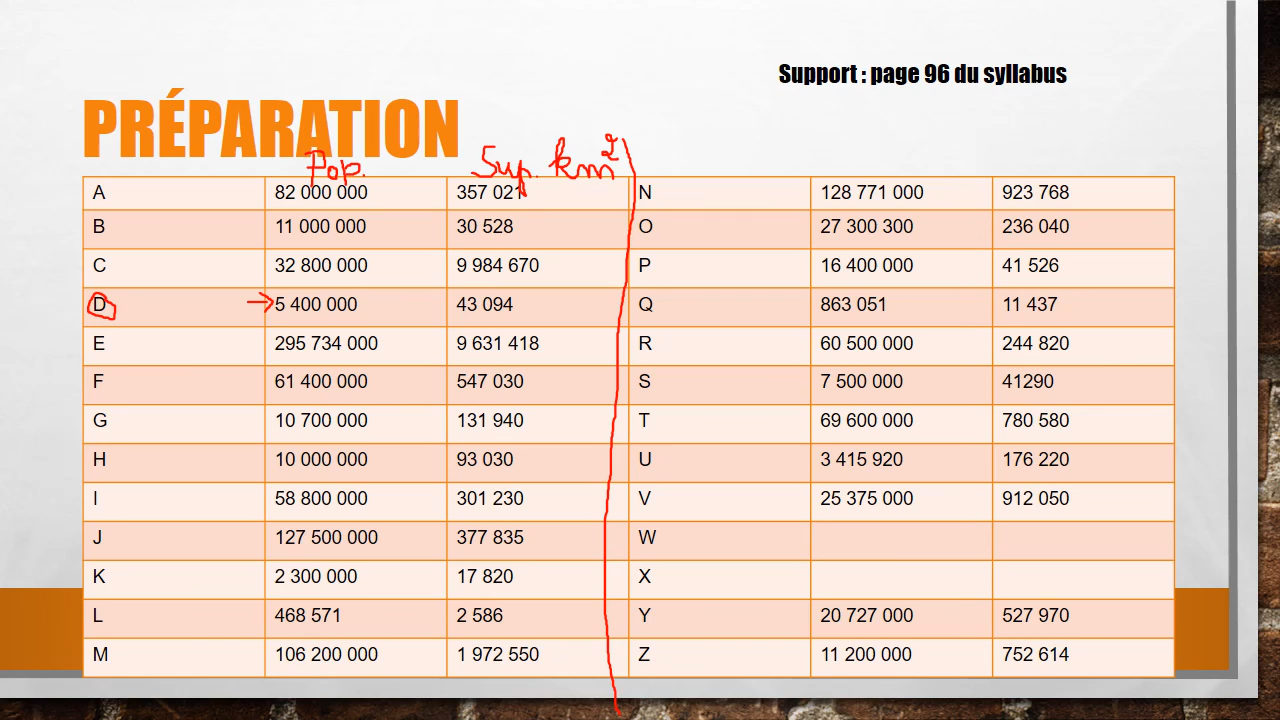 Support : page 96 du syllabus
PRÉPARATION
Pop. Sup. km²
A 82 000 000 357 021 N 128 771 000 923 768
B 11 000 000 30 528 O 27 300 300 236 040
C 32 800 000 9 984 670 P 16 400 000 41 526
D → 5 400 000 43 094 Q 863 051 11 437
E 295 734 000 9 631 418 R 60 500 000 244 820
F 61 400 000 547 030 S 7 500 000 41290
G 10 700 000 131 940 T 69 600 000 780 580
H 10 000 000 93 030 U 3 415 920 176 220
I 58 800 000 301 230 V 25 375 000 912 050
J 127 500 000 377 835 W
K 2 300 000 17 820 X
L 468 571 2 586 Y 20 727 000 527 970
M 106 200 000 1 972 550 Z 11 200 000 752 614